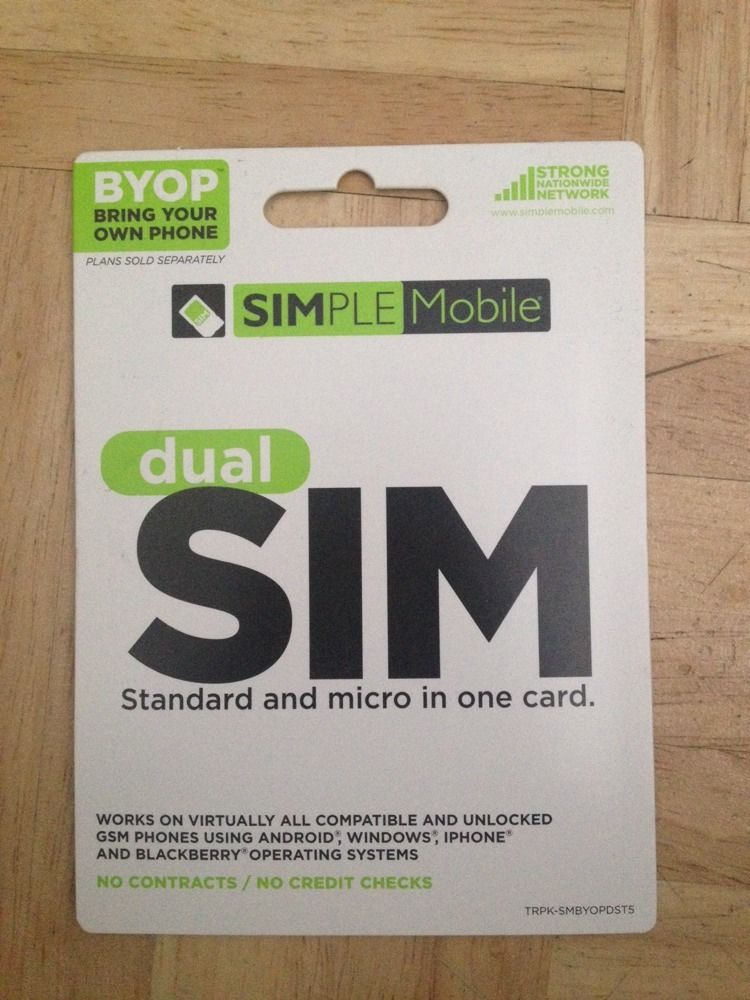 BYOP™
BRING YOUR
OWN PHONE
PLANS SOLD SEPARATELY
STRONG
NATIONWIDE
NETWORK
www.simplemobile.com
SIM
SIMPLE Mobile®
dual
SIM
Standard and micro in one card.
WORKS ON VIRTUALLY ALL COMPATIBLE AND UNLOCKED
GSM PHONES USING ANDROID®, WINDOWS®, IPHONE®
AND BLACKBERRY® OPERATING SYSTEMS
NO CONTRACTS / NO CREDIT CHECKS
TRPK-SMBYOPDST5